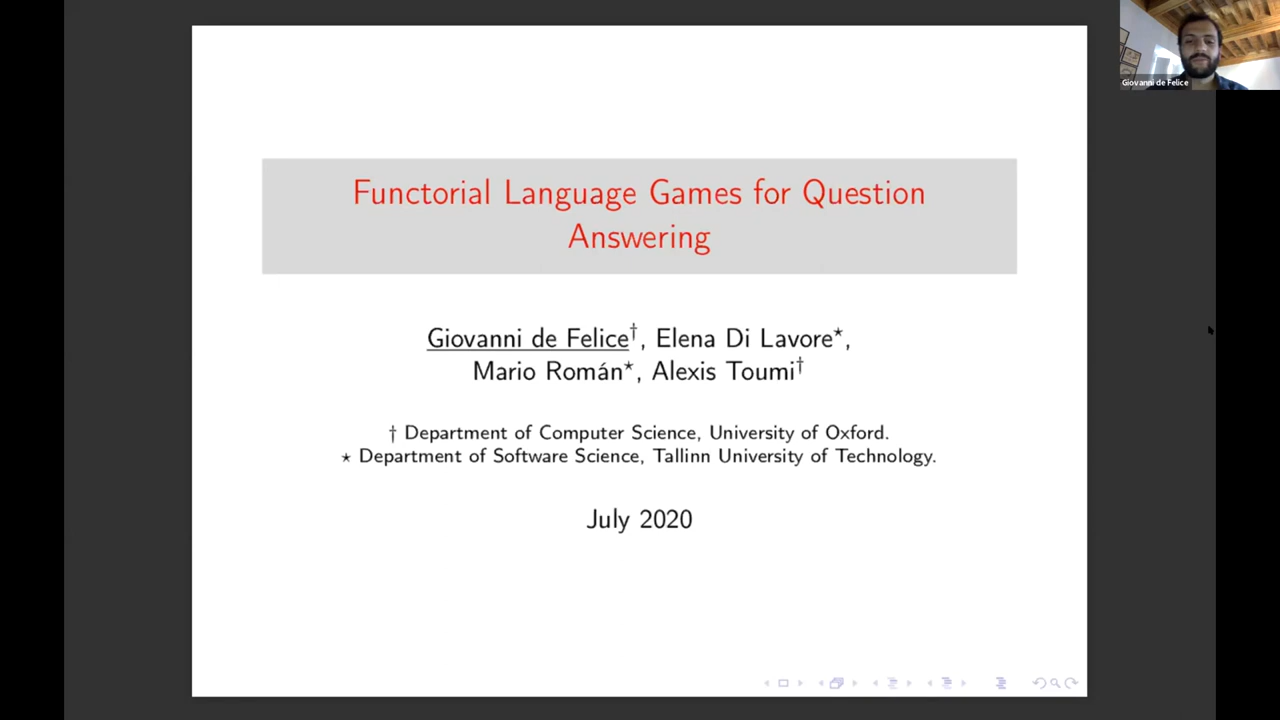 Functorial Language Games for Question
Answering
Giovanni de Felice†, Elena Di Lavore⋆,
Mario Román⋆, Alexis Toumi†
† Department of Computer Science, University of Oxford.
⋆ Department of Software Science, Tallinn University of Technology.
July 2020
Giovanni de Felice